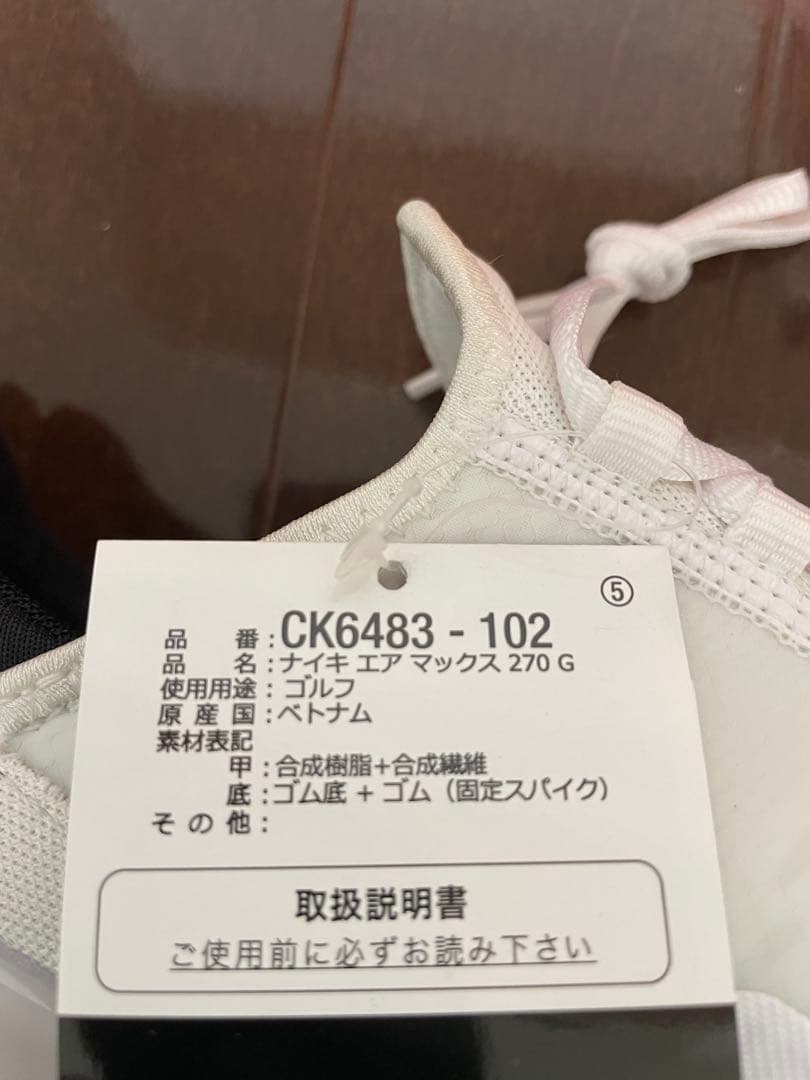 ⑤
品 番:CK6483 - 102
品 名:ナイキ エア マックス 270 G
使用用途:ゴルフ
原産国:ベトナム
素材表記
甲:合成樹脂+合成繊維
底:ゴム底 + ゴム(固定スパイク)
その他:
取扱説明書
ご使用前に必ずお読み下さい